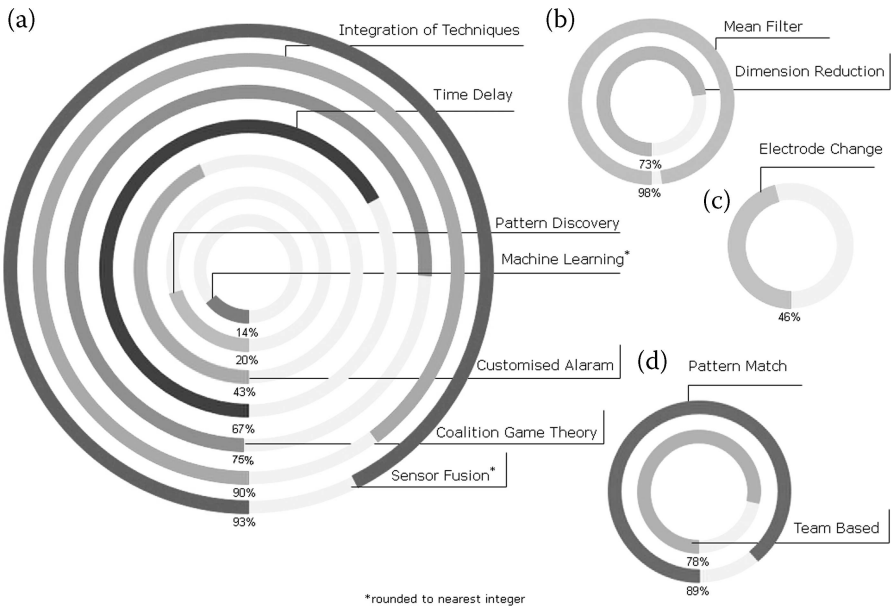 (a)
Integration of Techniques
Time Delay
Pattern Discovery
Machine Learning*
14%
20%
Customised Alaram
43%
67%
Coalition Game Theory
75%
Sensor Fusion*
90%
93%
(b)
Mean Filter
Dimension Reduction
73%
98%
Electrode Change
(c)
46%
(d)
Pattern Match
Team Based
78%
89%
*rounded to nearest integer